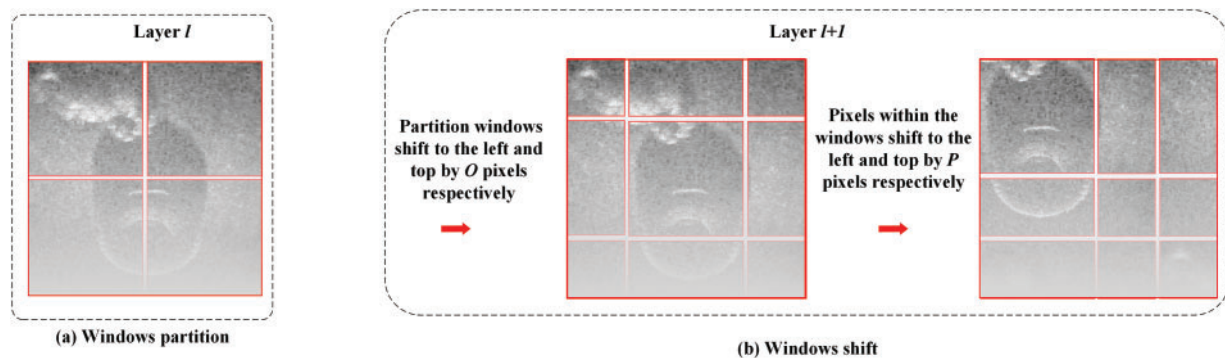 Layer l
Layer l+1
Partition windows
shift to the left and
top by O pixels
respectively
Pixels within the
windows shift to the
left and top by P
pixels respectively
(a) Windows partition
(b) Windows shift